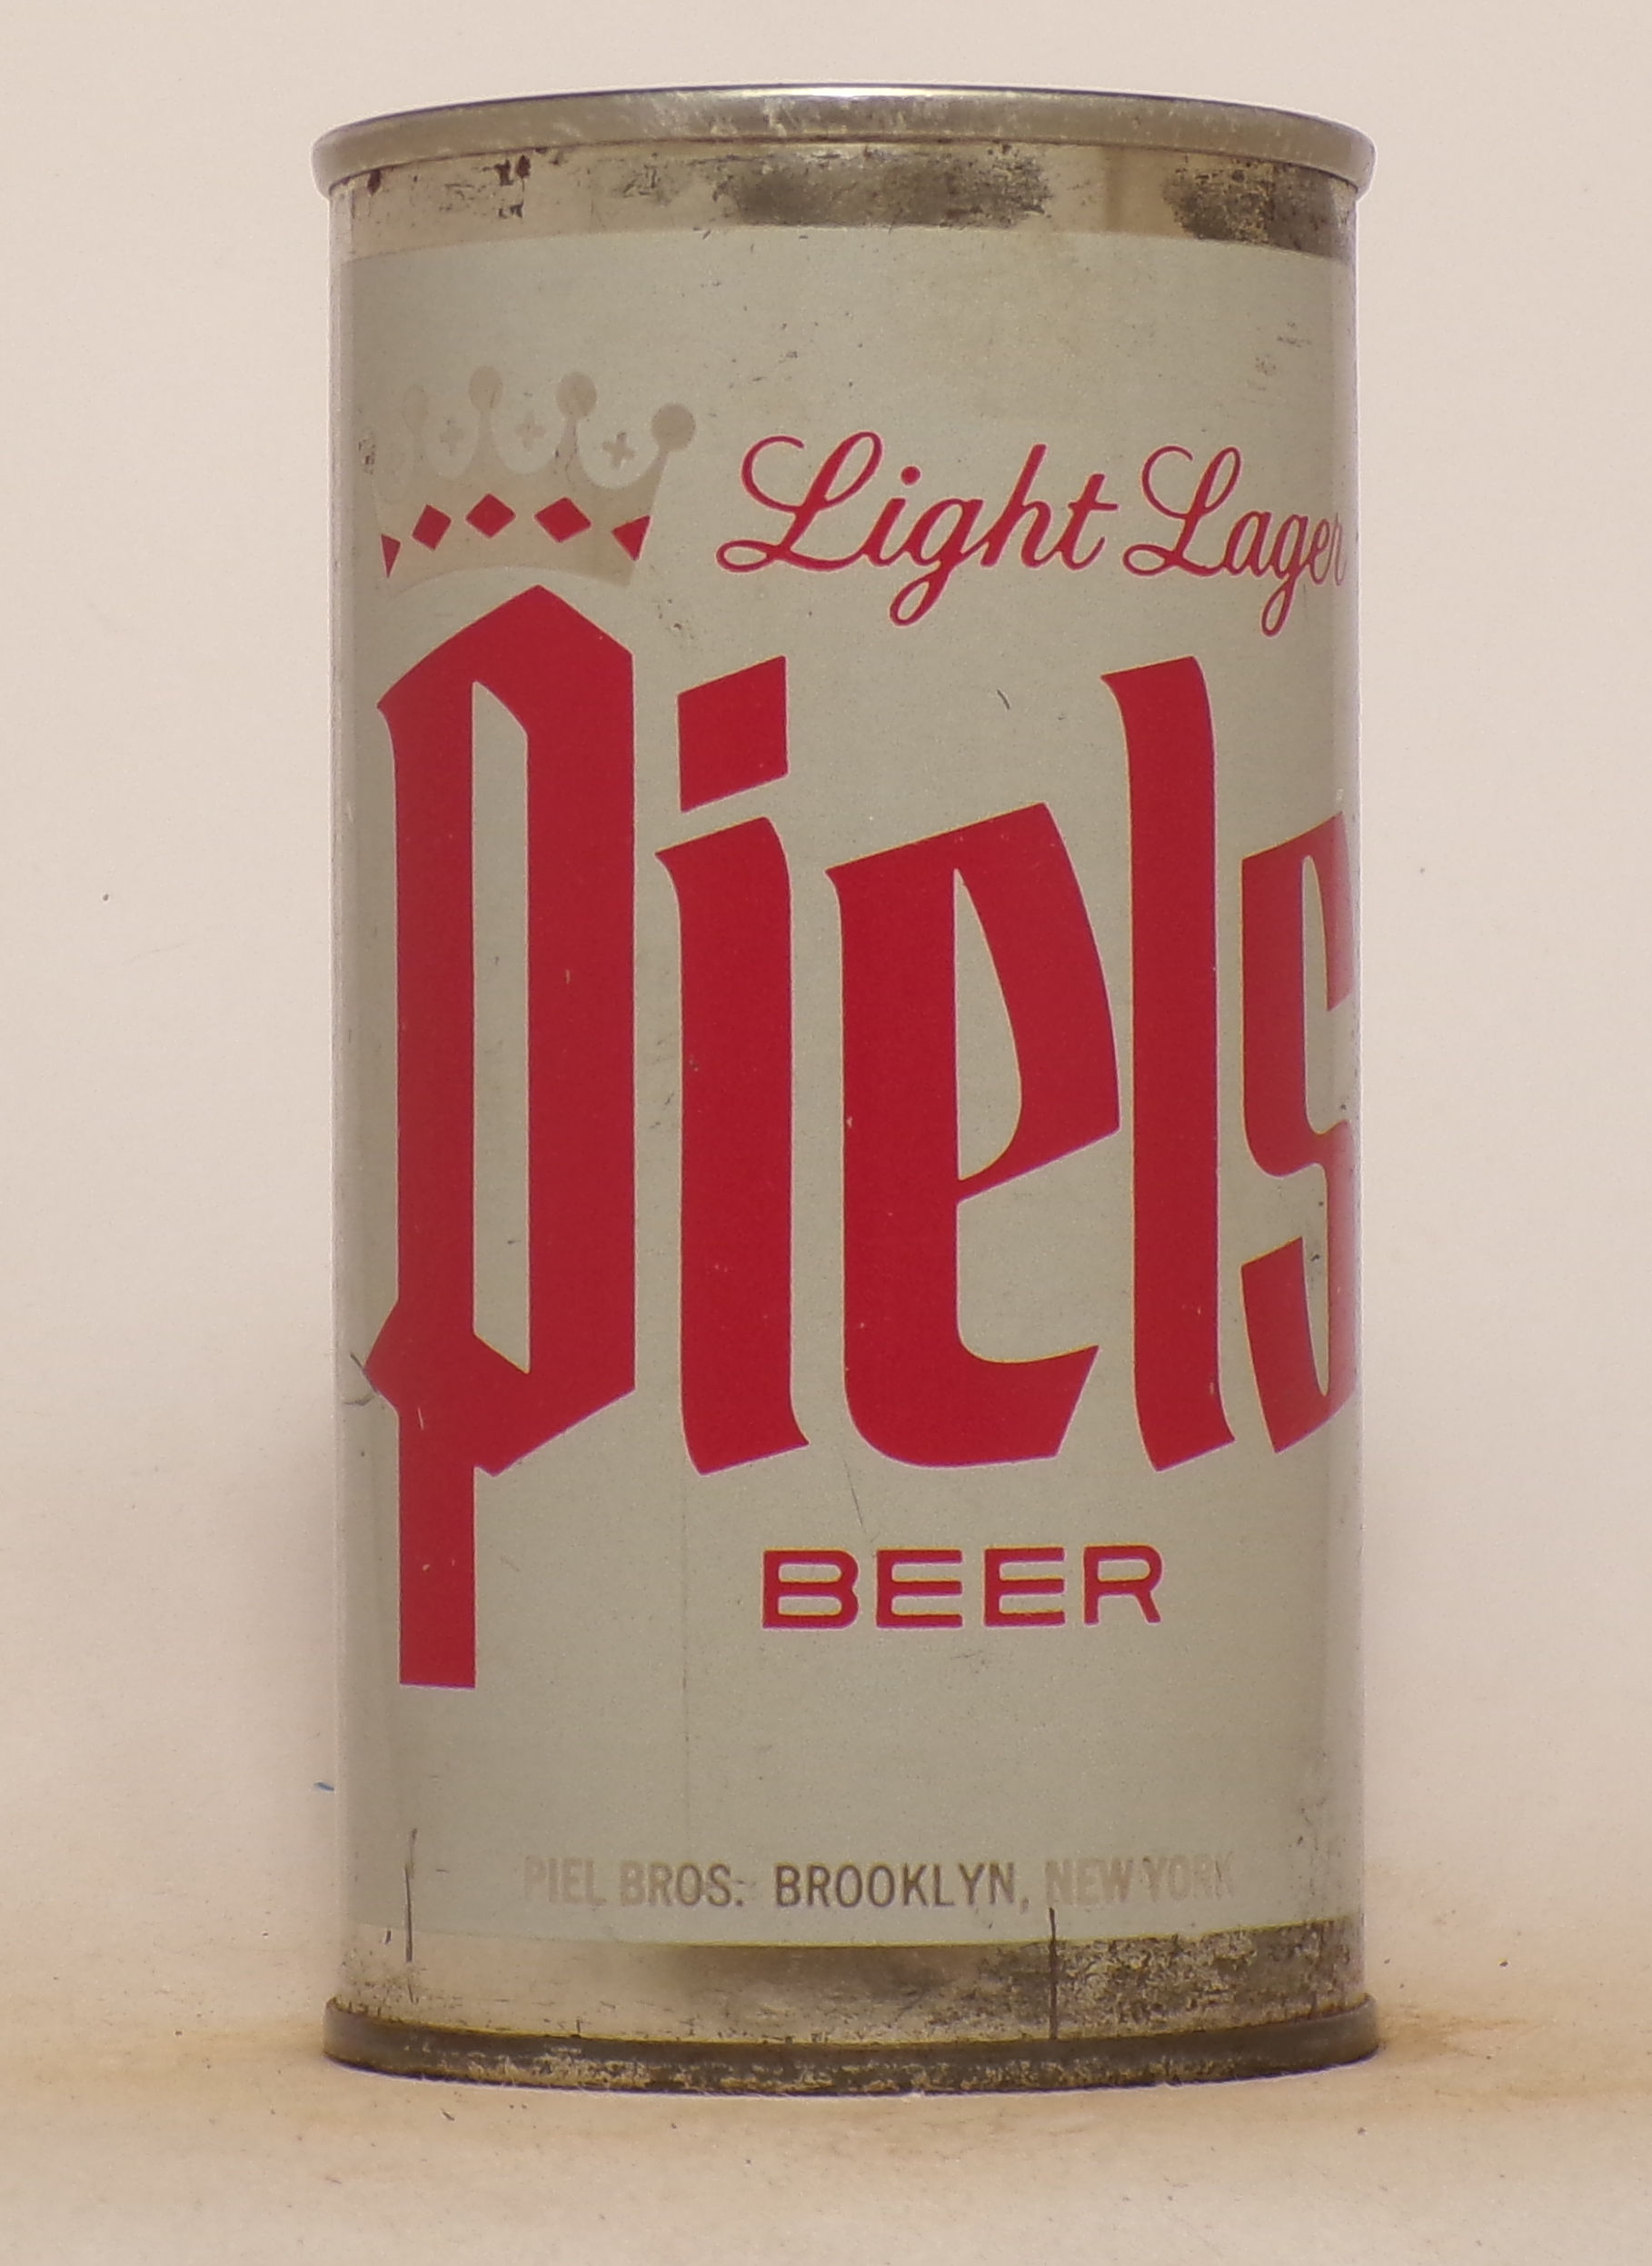 Light Lager
Piels
BEER
PIEL BROS. BROOKLYN, NEW YORK